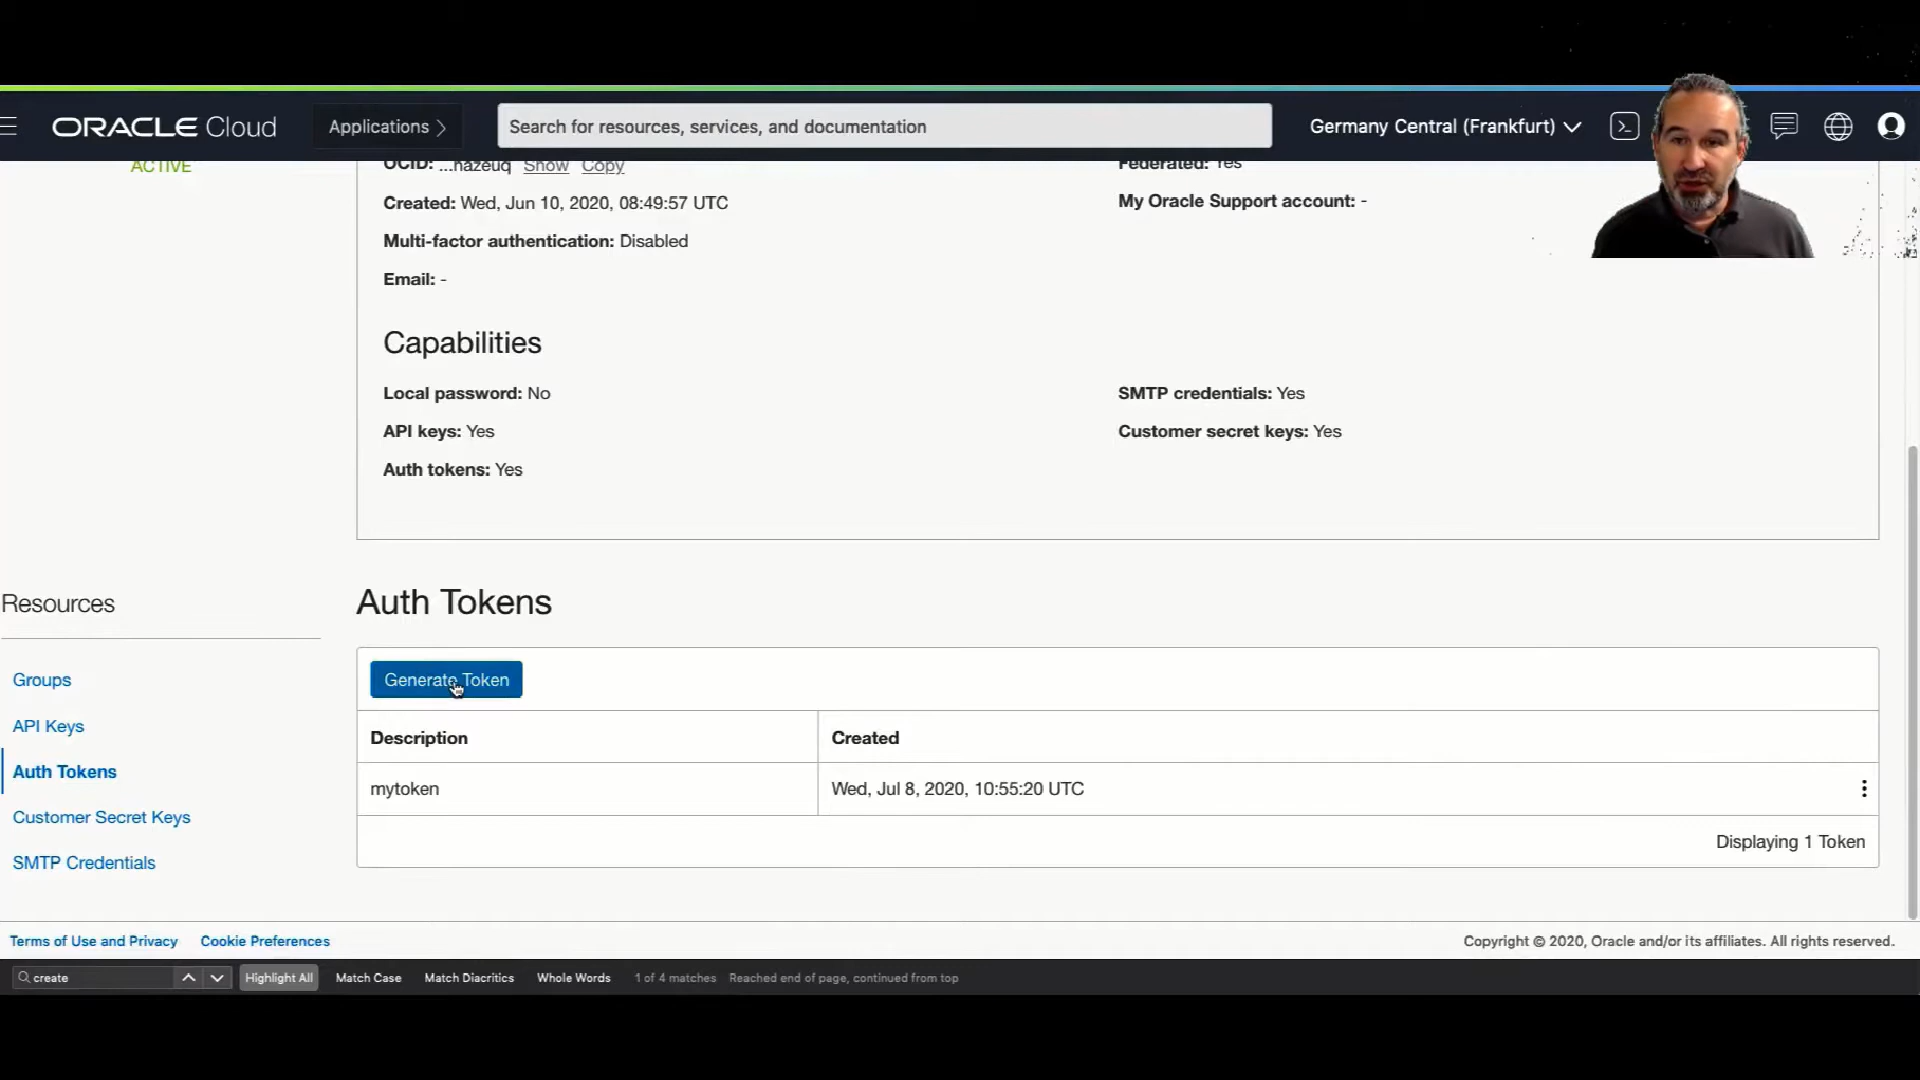 ORACLE Cloud
Applications
Search for resources, services, and documentation
Germany Central (Frankfurt)
ACTIVE
OCID: ...hazeuq Show Copy
Federated: Yes
Created: Wed, Jun 10, 2020, 08:49:57 UTC
My Oracle Support account: -
Multi-factor authentication: Disabled
Email: -
Capabilities
Local password: No
SMTP credentials: Yes
API keys: Yes
Customer secret keys: Yes
Auth tokens: Yes
Resources
Auth Tokens
Groups
API Keys
Auth Tokens
Customer Secret Keys
SMTP Credentials
Generate Token
Description
Created
mytoken
Wed, Jul 8, 2020, 10:55:20 UTC
Displaying 1 Token
Terms of Use and Privacy
Cookie Preferences
Copyright © 2020, Oracle and/or its affiliates. All rights reserved.
create
Highlight All
Match Case
Match Diacritics
Whole Words
1 of 4 matches
Reached end of page, continued from top